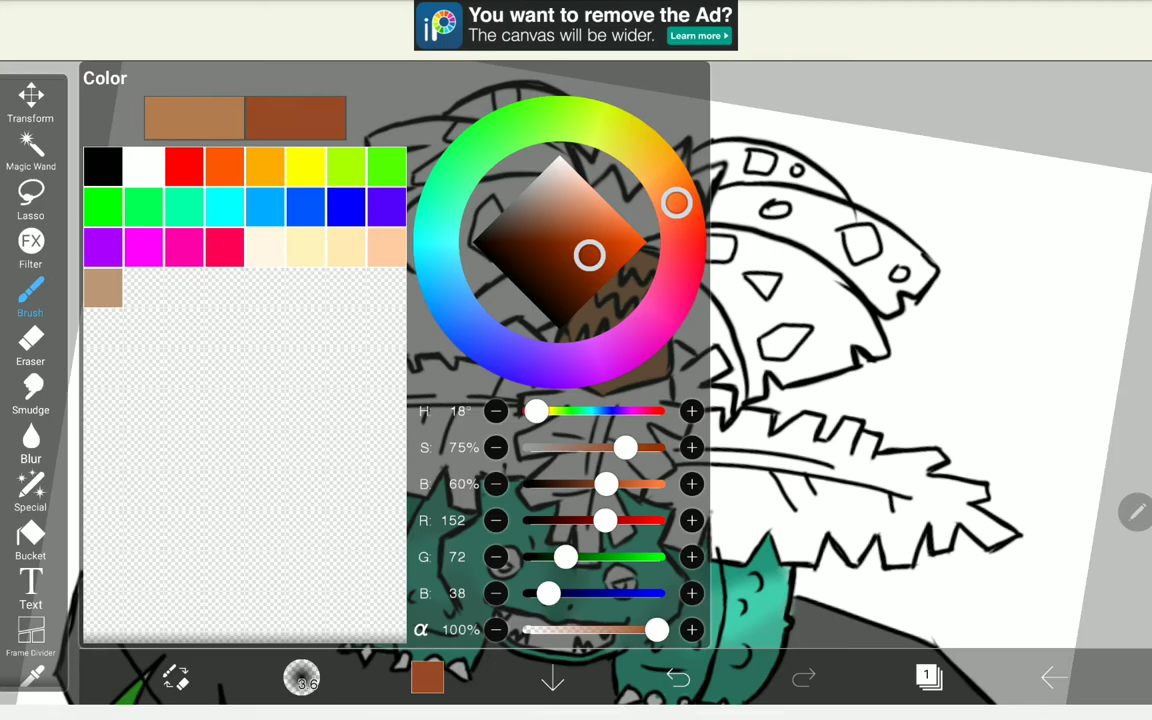 iP
You want to remove the Ad?
The canvas will be wider.
Learn more
Color
Transform
Magic Wand
Lasso
FX
Filter
Brush
Eraser
Smudge
Blur
Special
Bucket
T
Text
Frame Divider
H: 18°
S: 75%
B: 60%
R: 152
G: 72
B: 38
α 100%
36
1